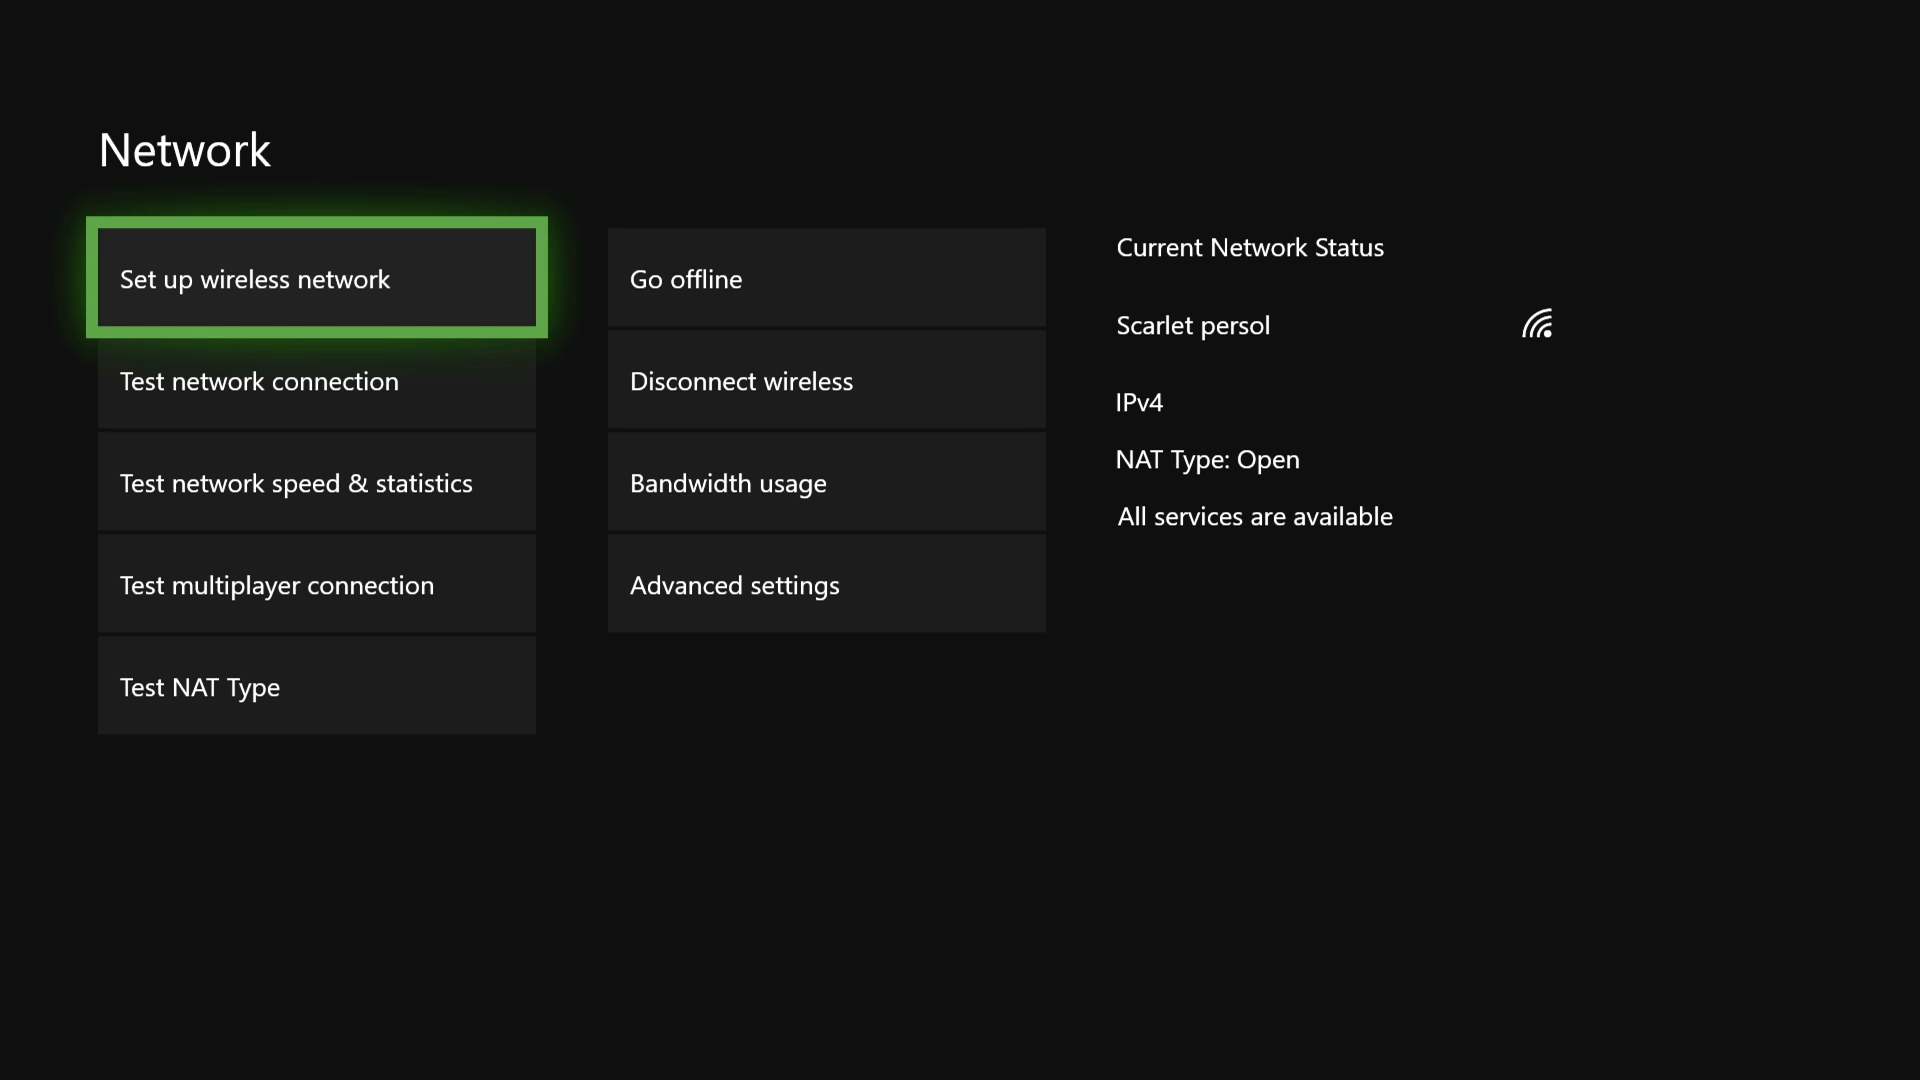 Network
Set up wireless network
Test network connection
Test network speed & statistics
Test multiplayer connection
Test NAT Type
Go offline
Disconnect wireless
Bandwidth usage
Advanced settings
Current Network Status
Scarlet persol
IPv4
NAT Type: Open
All services are available